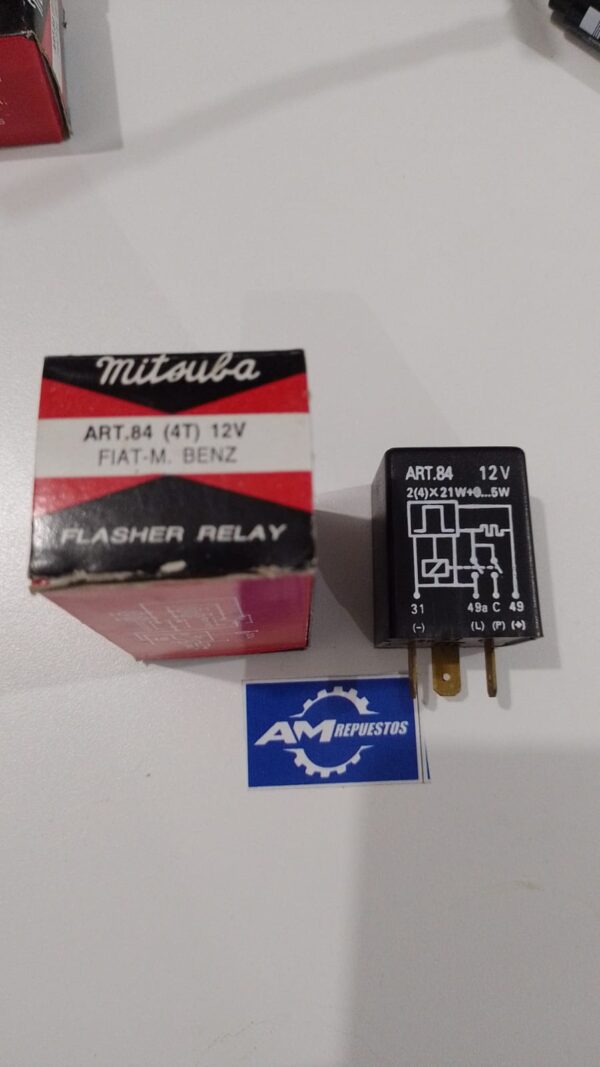 mitsuba
ART.84 (4T) 12V
FIAT-M. BENZ
FLASHER RELAY
ART.84 12V
2(4)×21W+0...5W
31 49a C 49
(-) (L) (P) (+)
AM REPUESTOS